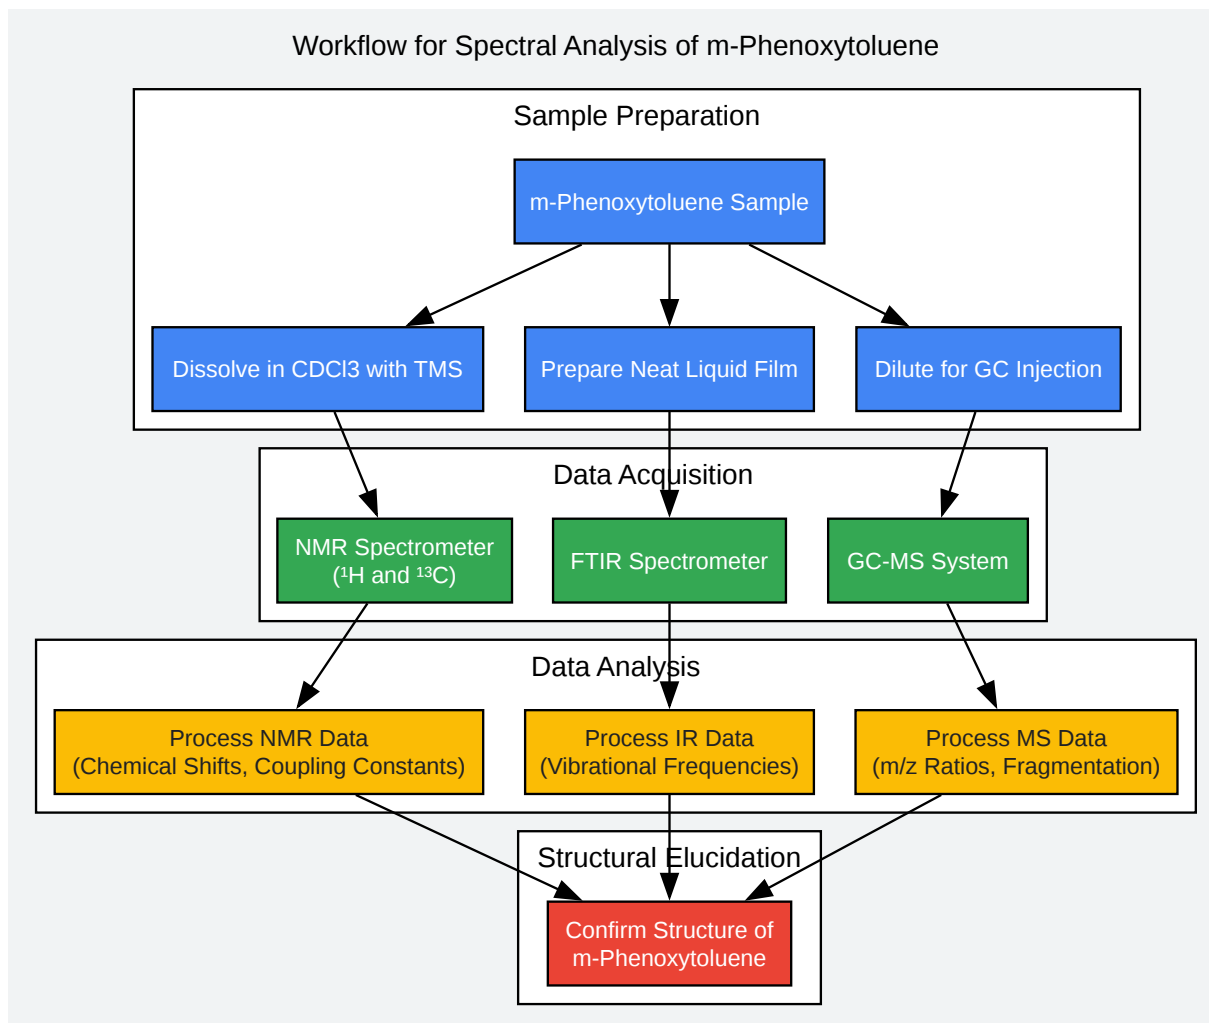 Workflow for Spectral Analysis of m-Phenoxytoluene
Sample Preparation
m-Phenoxytoluene Sample
Dissolve in CDCl3 with TMS
Prepare Neat Liquid Film
Dilute for GC Injection
Data Acquisition
NMR Spectrometer
(¹H and ¹³C)
FTIR Spectrometer
GC-MS System
Data Analysis
Process NMR Data
(Chemical Shifts, Coupling Constants)
Process IR Data
(Vibrational Frequencies)
Process MS Data
(m/z Ratios, Fragmentation)
Structural Elucidation
Confirm Structure of
m-Phenoxytoluene